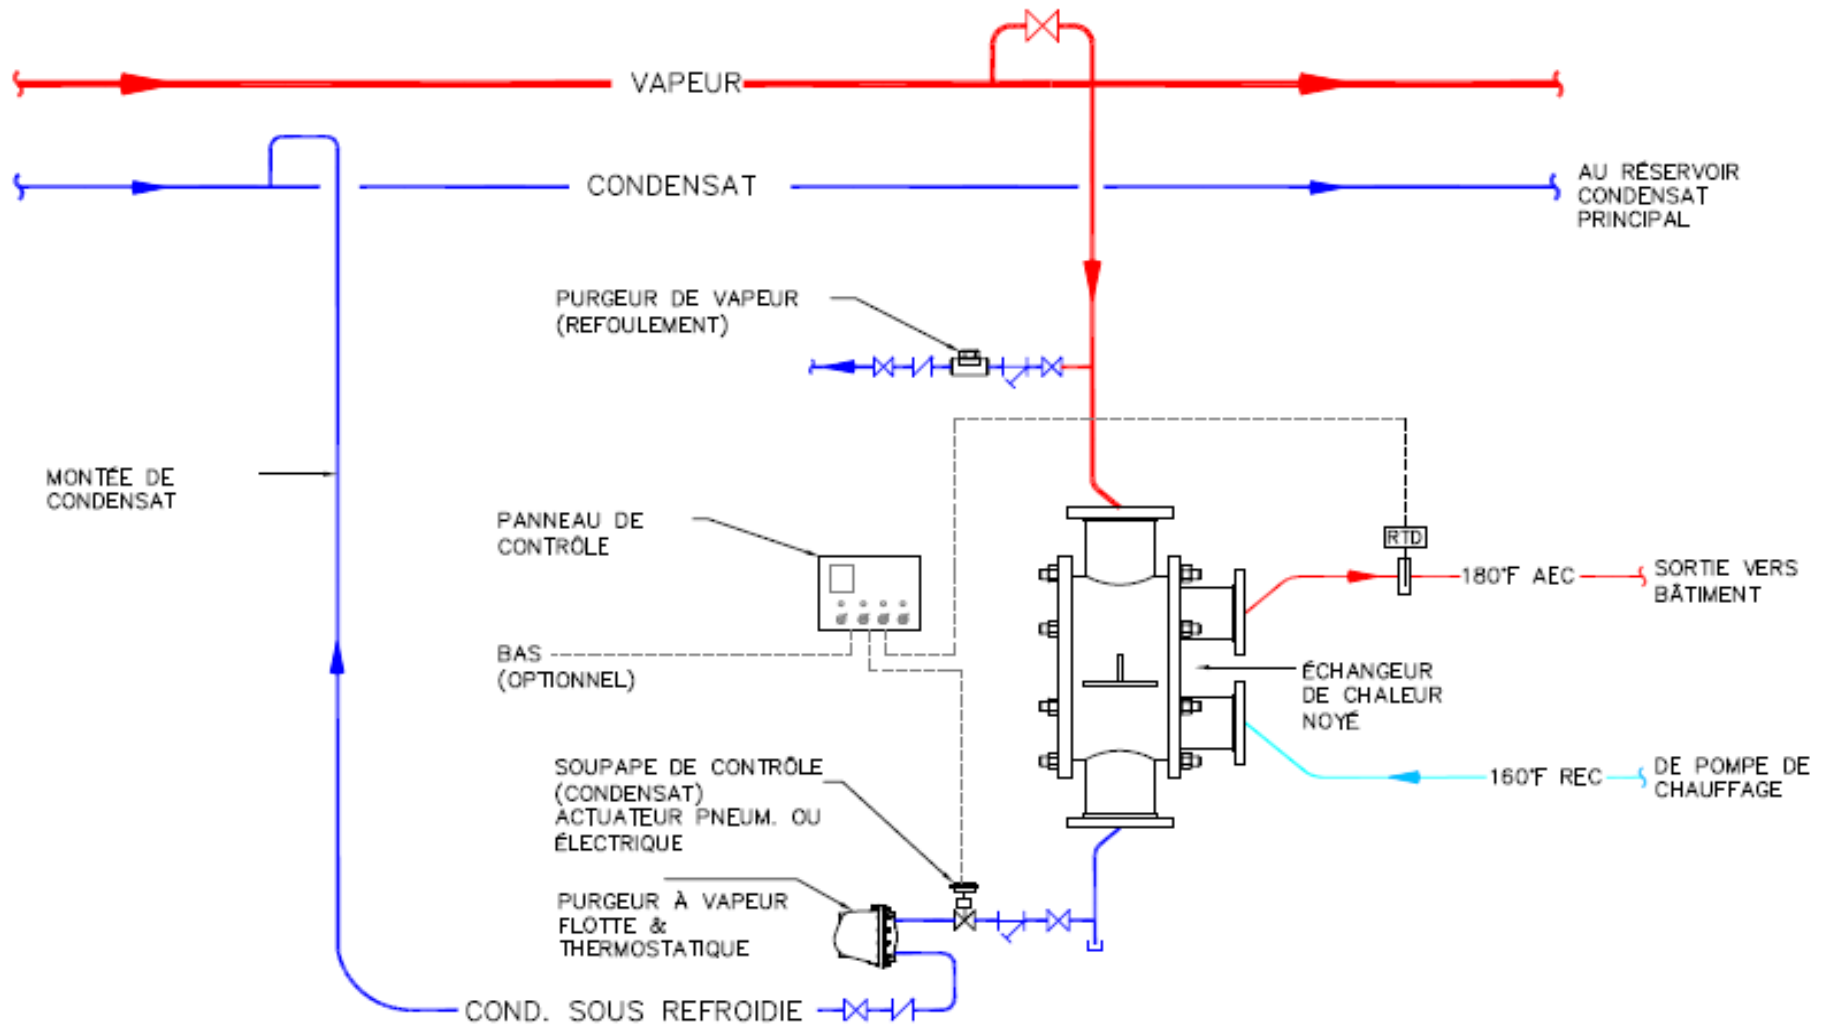 VAPEUR
CONDENSAT
AU RÉSERVOIR
CONDENSAT
PRINCIPAL
PURGEUR DE VAPEUR
(REFOULEMENT)
MONTÉE DE
CONDENSAT
PANNEAU DE
CONTRÔLE
RTD
180°F AEC
SORTIE VERS
BÂTIMENT
BAS
(OPTIONNEL)
ÉCHANGEUR
DE CHALEUR
NOYÉ
SOUPAPE DE CONTRÔLE
(CONDENSAT)
ACTUATEUR PNEUM. OU
ÉLECTRIQUE
160°F REC
DE POMPE DE
CHAUFFAGE
PURGEUR À VAPEUR
FLOTTE &
THERMOSTATIQUE
COND. SOUS REFROIDIE